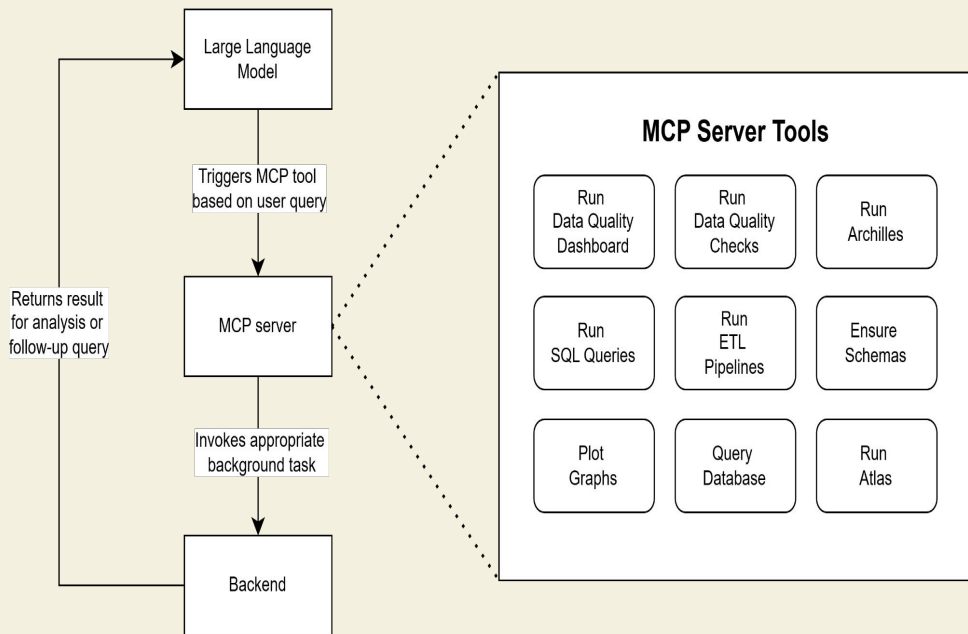 Large Language
Model
Triggers MCP tool
based on user query
MCP server
Returns result
for analysis or
follow-up query
Invokes appropriate
background task
Backend
MCP Server Tools
Run
Data Quality
Dashboard
Run
Data Quality
Checks
Run
Archilles
Run
SQL Queries
Run
ETL
Pipelines
Ensure
Schemas
Plot
Graphs
Query
Database
Run
Atlas